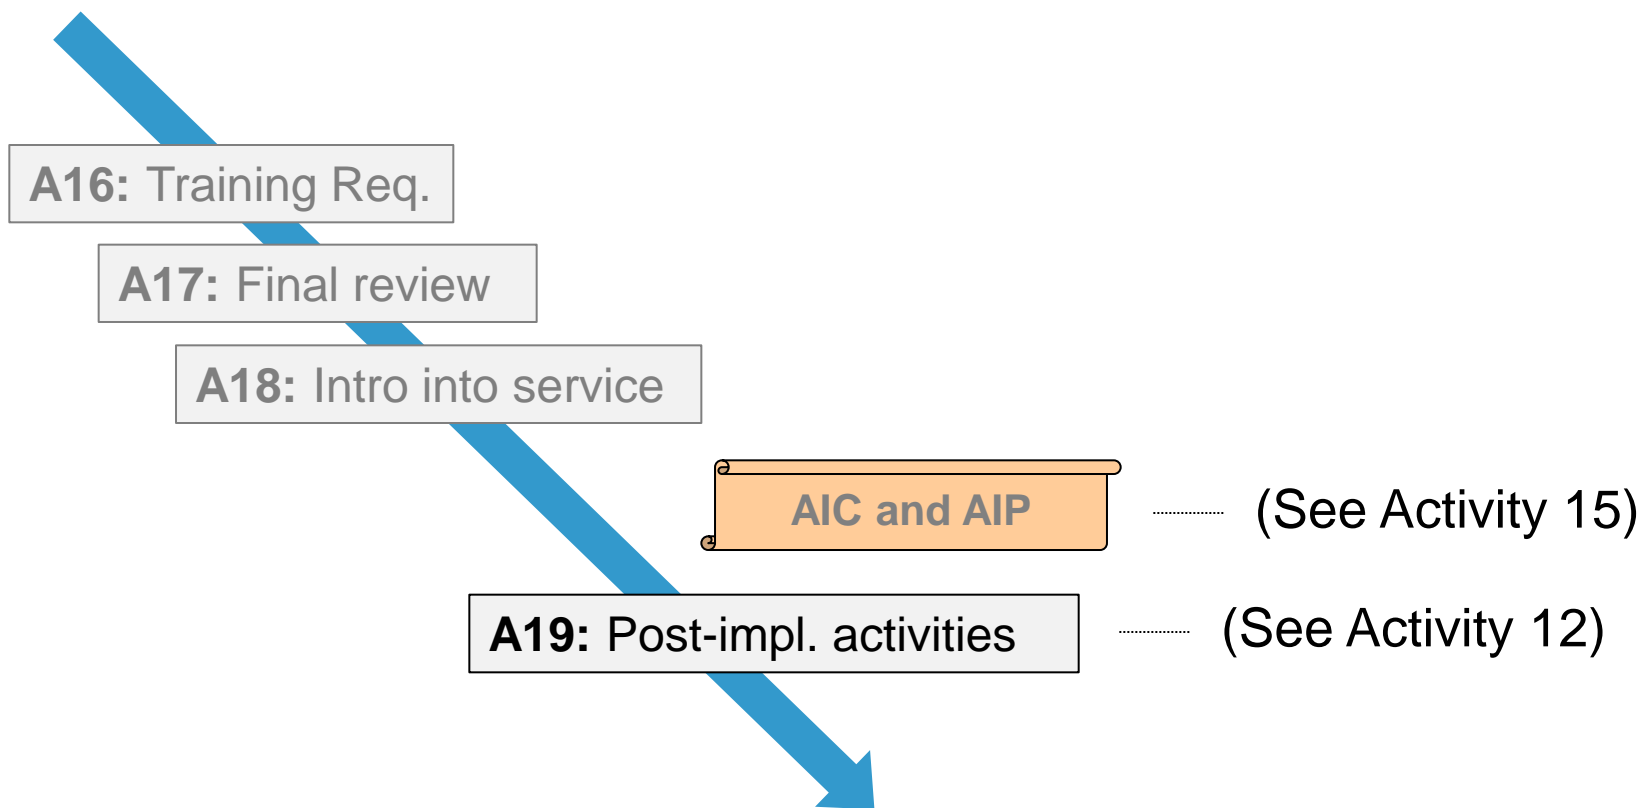 A16: Training Req.
A17: Final review
A18: Intro into service
AIC and AIP
(See Activity 15)
A19: Post-impl. activities
(See Activity 12)